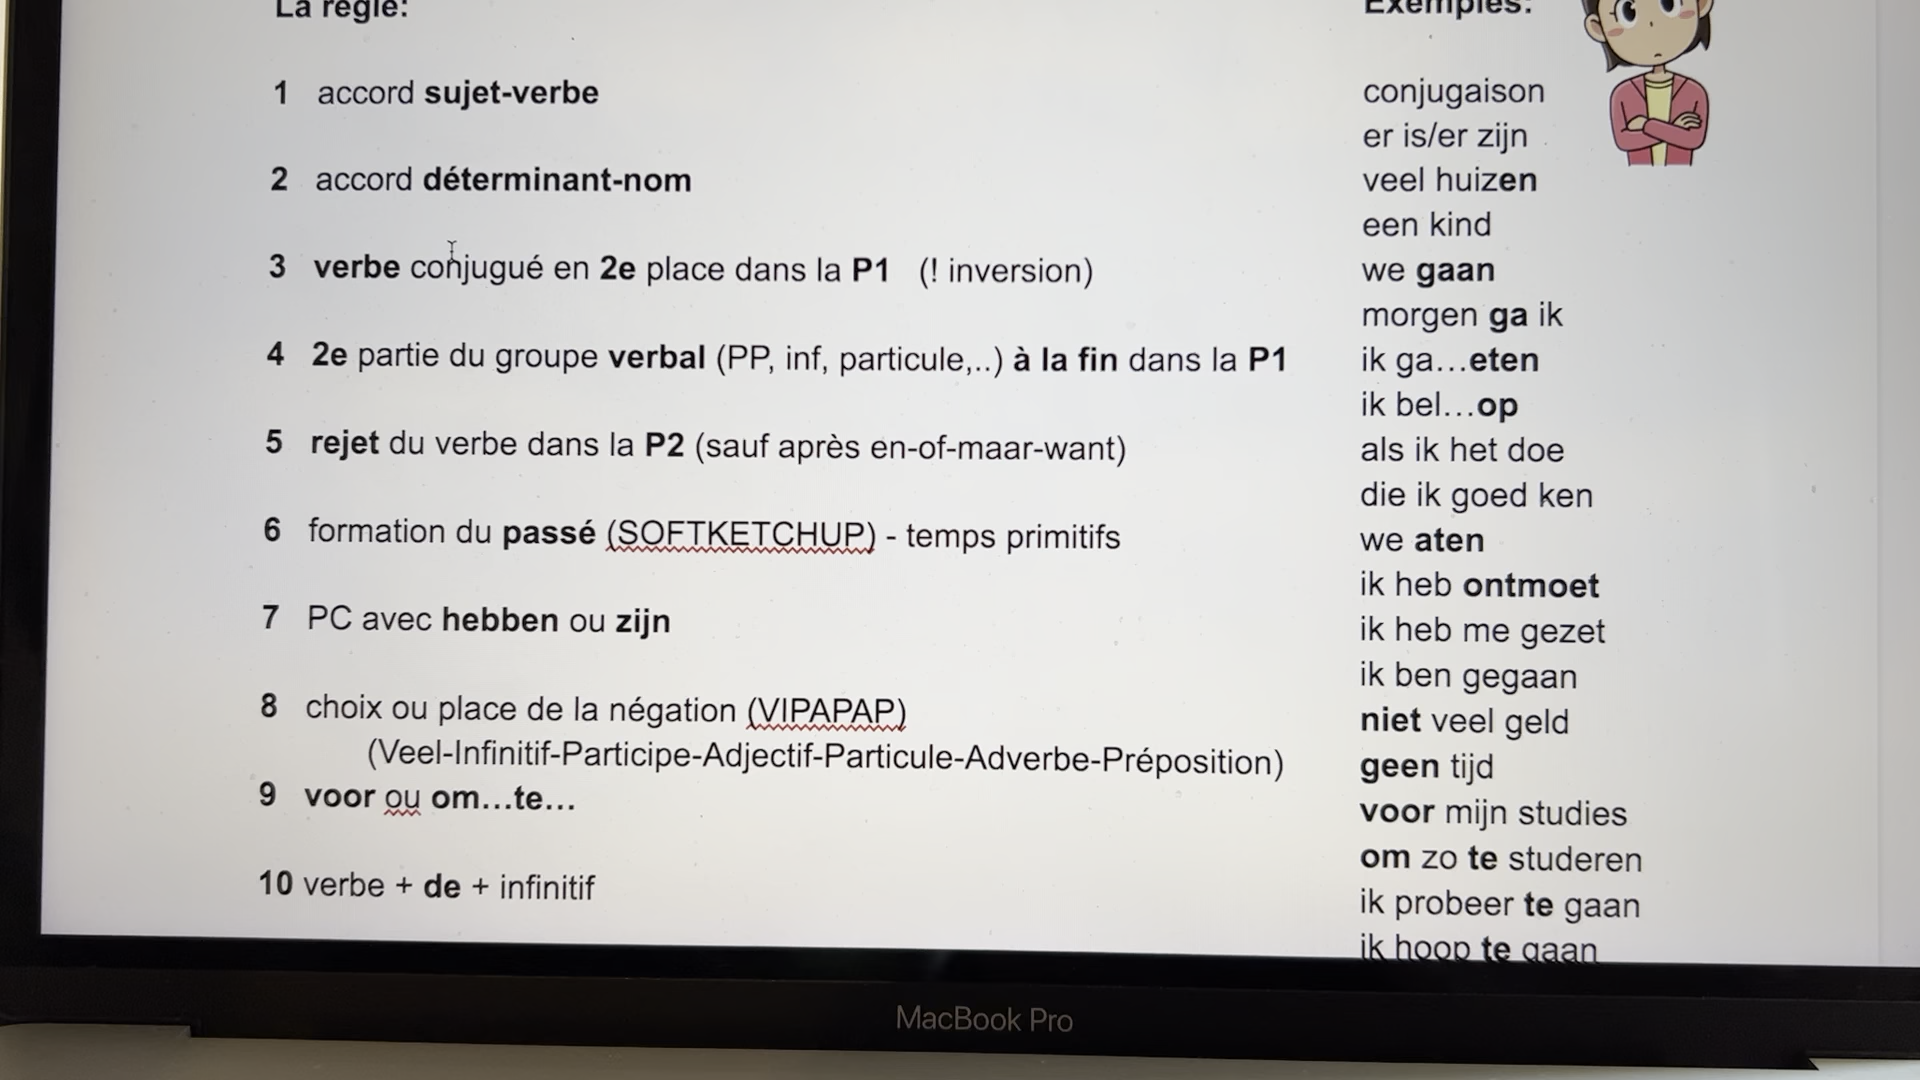 La règle:
Exemples:
1 accord sujet-verbe
conjugaison
er is/er zijn
2 accord déterminant-nom
veel huizen
een kind
3 verbe conjugué en 2e place dans la P1 (! inversion)
we gaan
morgen ga ik
4 2e partie du groupe verbal (PP, inf, particule,..) à la fin dans la P1
ik ga...eten
ik bel...op
5 rejet du verbe dans la P2 (sauf après en-of-maar-want)
als ik het doe
die ik goed ken
6 formation du passé (SOFTKETCHUP) - temps primitifs
we aten
ik heb ontmoet
7 PC avec hebben ou zijn
ik heb me gezet
ik ben gegaan
8 choix ou place de la négation (VIPAPAP)
niet veel geld
(Veel-Infinitif-Participe-Adjectif-Particule-Adverbe-Préposition)
geen tijd
9 voor ou om...te...
voor mijn studies
om zo te studeren
10 verbe + de + infinitif
ik probeer te gaan
ik hoop te gaan
MacBook Pro